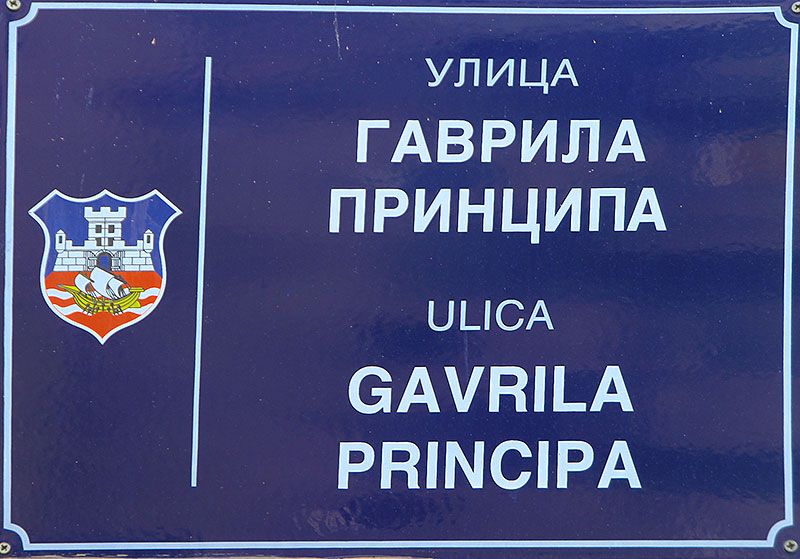 УЛИЦА
ГАВРИЛА
ПРИНЦИПА
ULICA
GAVRILA
PRINCIPA